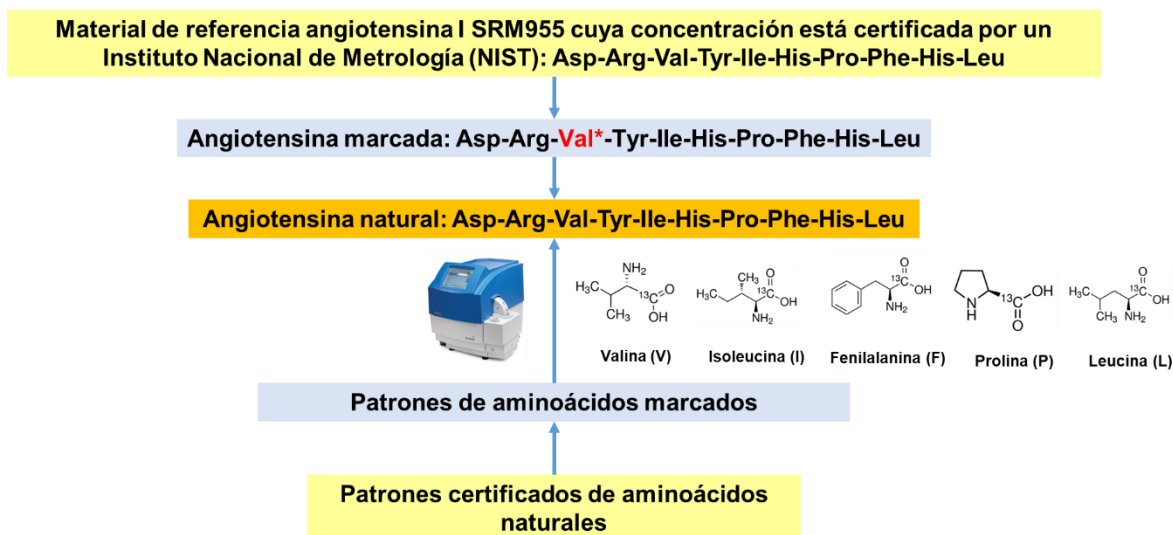 Material de referencia angiotensina I SRM955 cuya concentración está certificada por un
Instituto Nacional de Metrología (NIST): Asp-Arg-Val-Tyr-Ile-His-Pro-Phe-His-Leu
Angiotensina marcada: Asp-Arg-Val*-Tyr-Ile-His-Pro-Phe-His-Leu
Angiotensina natural: Asp-Arg-Val-Tyr-Ile-His-Pro-Phe-His-Leu
NH2
13C
O
CH3
OH
H3C
CH3
O
13C
OH
NH2
O
13C
OH
NH2
N
H
13C
OH
O
H3C
O
13C
OH
CH3
NH2
Valina (V)
Isoleucina (I)
Fenilalanina (F)
Prolina (P)
Leucina (L)
Patrones de aminoácidos marcados
Patrones certificados de aminoácidos
naturales